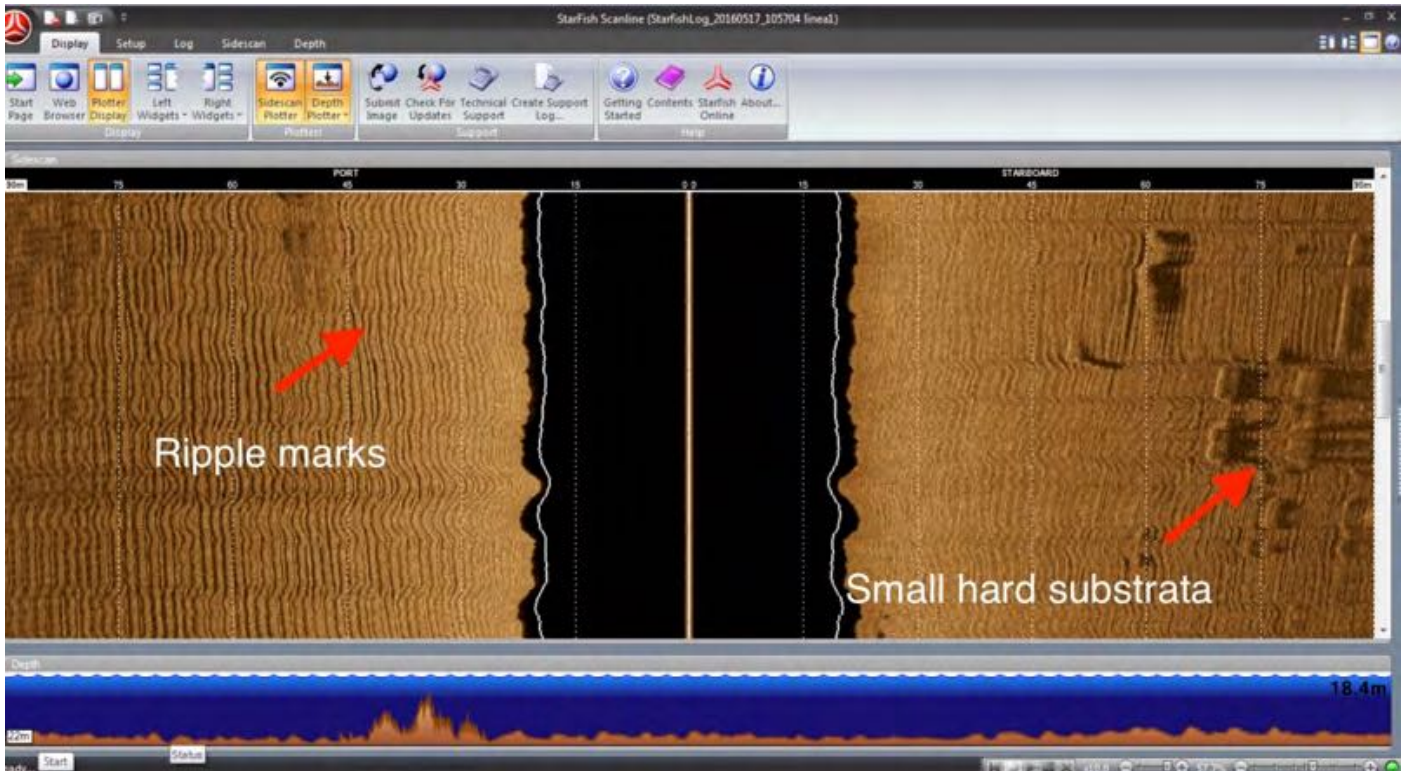 StarFish Scanline (StarfishLog_20160517_105704 linea1)
Display Setup Log Sidescan Depth
Start Page
Web Browser
Plotter Display
Left Widgets
Right Widgets
Sidescan Plotter
Depth Plotter
Submit Image
Check For Updates
Technical Support
Create Support Log...
Getting Started
Contents
Starfish Online
About...
Display
Support
Help
Sidescan
PORT STARBOARD
90m 75 60 45 30 15 0 0 15 30 45 60 75 90m
Ripple marks
Small hard substrata
Depth
18.4m
22m
Start
Status